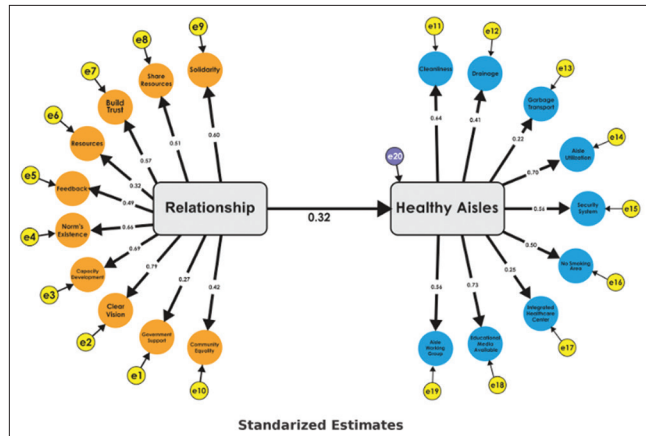 e9
e8
e7
e6
e5
e4
e3
e2
e1
e10
Solidarity
Share
Resources
Build
Trust
Resources
Feedback
Norm's
Existence
Capacity
Development
Clear
Vision
Government
Support
Community
Equality
0.60
0.51
0.57
0.32
0.49
0.66
0.69
0.79
0.27
0.42
Relationship
0.32
e20
Healthy Aisles
e11
e12
e13
e14
e15
e16
e17
e18
e19
Cleanliness
Drainage
Garbage
Transport
Aisle
Utilization
Security
System
No Smoking
Area
Integrated
Healthcare
Center
Educational
Media
Available
Aisle
Working
Group
0.64
0.41
0.22
0.70
0.56
0.50
0.25
0.73
0.56
Standarized Estimates